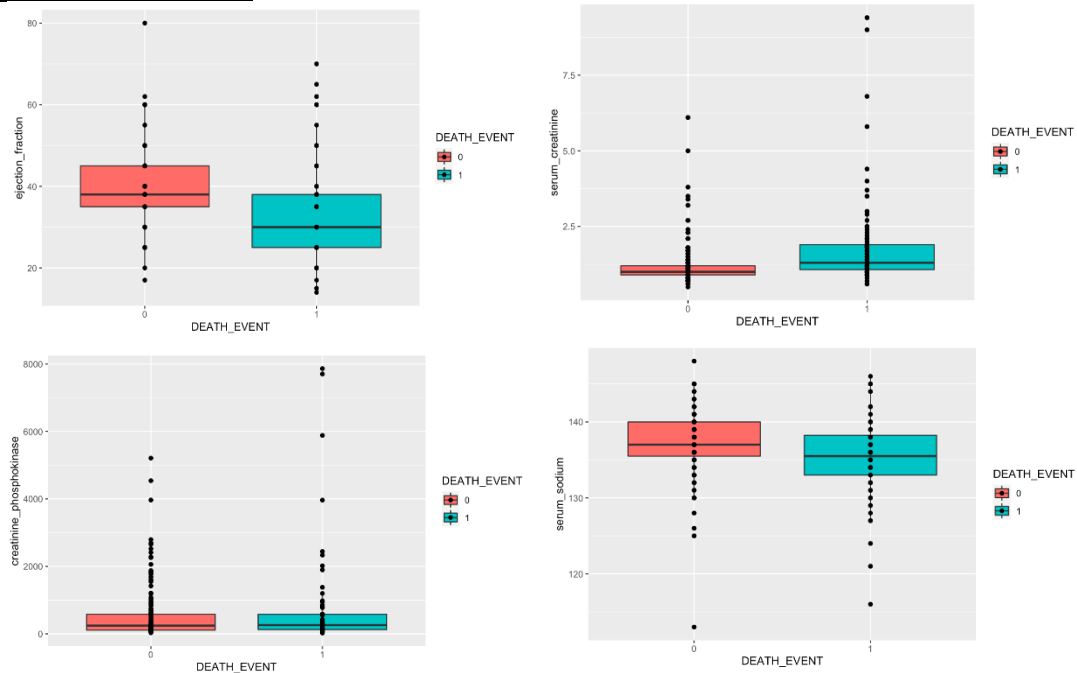 80
60
40
20
ejection_fraction
0
1
DEATH_EVENT
DEATH_EVENT
0
1
7.5
5.0
2.5
serum_creatinine
0
1
DEATH_EVENT
DEATH_EVENT
0
1
8000
6000
4000
2000
0
creatinine_phosphokinase
0
1
DEATH_EVENT
DEATH_EVENT
0
1
140
130
120
serum_sodium
0
1
DEATH_EVENT
DEATH_EVENT
0
1